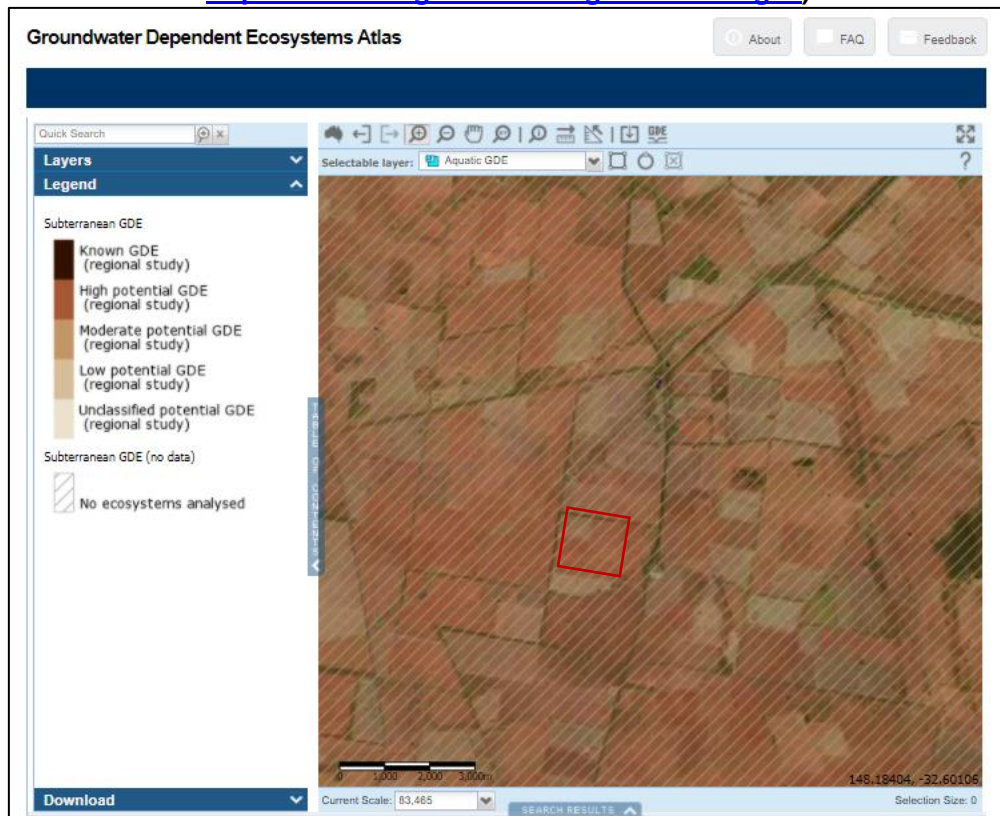 Groundwater Dependent Ecosystems Atlas
About
FAQ
Feedback
Quick Search
Layers
Selectable layer: Aquatic GDE
?
Legend
Subterranean GDE
Known GDE
(regional study)
High potential GDE
(regional study)
Moderate potential GDE
(regional study)
Low potential GDE
(regional study)
Unclassified potential GDE
(regional study)
Subterranean GDE (no data)
No ecosystems analysed
TABLE OF CONTENTS
GDE
0 1,000 2,000 3,000m
148.18404, -32.60106
Download
Current Scale: 83,465
SEARCH RESULTS
Selection Size: 0